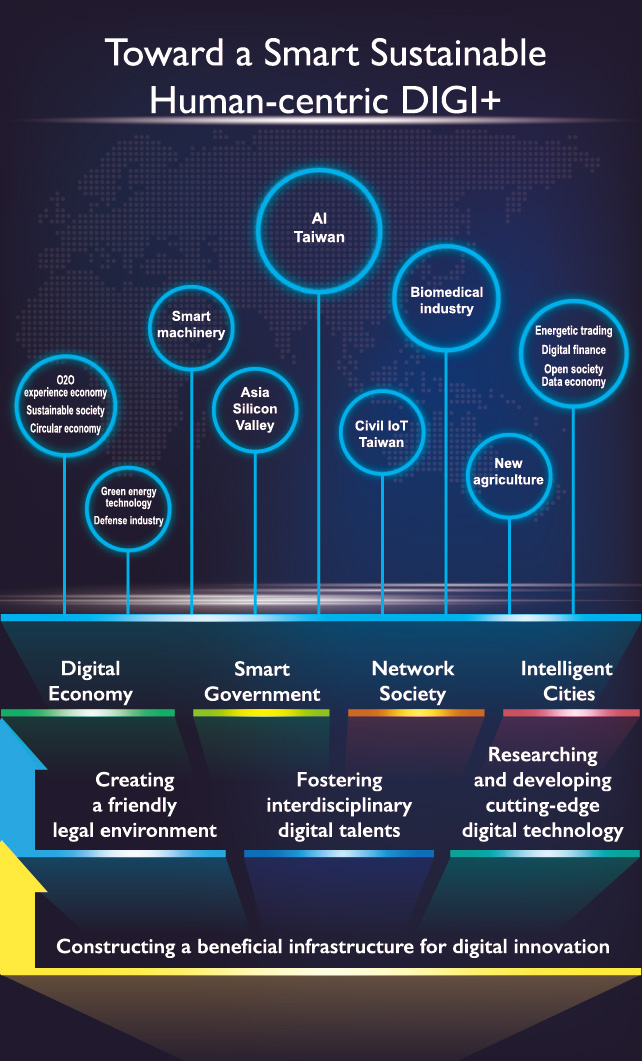 Toward a Smart Sustainable
Human-centric DIGI+
AI
Taiwan
Biomedical
industry
Smart
machinery
Energetic trading
Digital finance
Open society
Data economy
O2O
experience economy
Sustainable society
Circular economy
Asia
Silicon
Valley
Civil IoT
Taiwan
New
agriculture
Green energy
technology
Defense industry
Digital
Economy
Smart
Government
Network
Society
Intelligent
Cities
Creating
a friendly
legal environment
Fostering
interdisciplinary
digital talents
Researching
and developing
cutting-edge
digital technology
Constructing a beneficial infrastructure for digital innovation